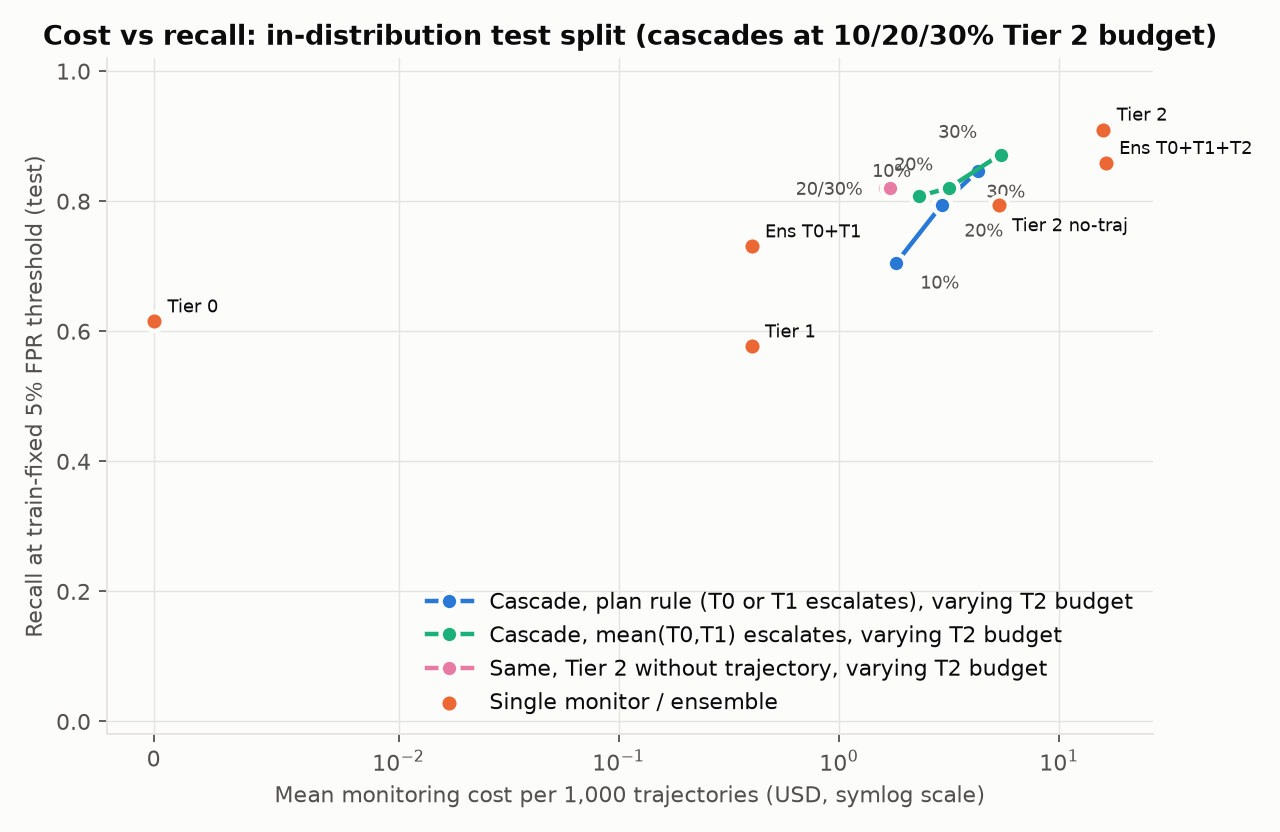 Cost vs recall: in-distribution test split (cascades at 10/20/30% Tier 2 budget)
Recall at train-fixed 5% FPR threshold (test)
1.0
0.8
0.6
0.4
0.2
0.0
Tier 2
Ens T0+T1+T2
30%
20%
10%
20/30%
30%
Tier 2 no-traj
20%
Ens T0+T1
10%
Tier 0
Tier 1
Cascade, plan rule (T0 or T1 escalates), varying T2 budget
Cascade, mean(T0,T1) escalates, varying T2 budget
Same, Tier 2 without trajectory, varying T2 budget
Single monitor / ensemble
0 10⁻² 10⁻¹ 10⁰ 10¹
Mean monitoring cost per 1,000 trajectories (USD, symlog scale)